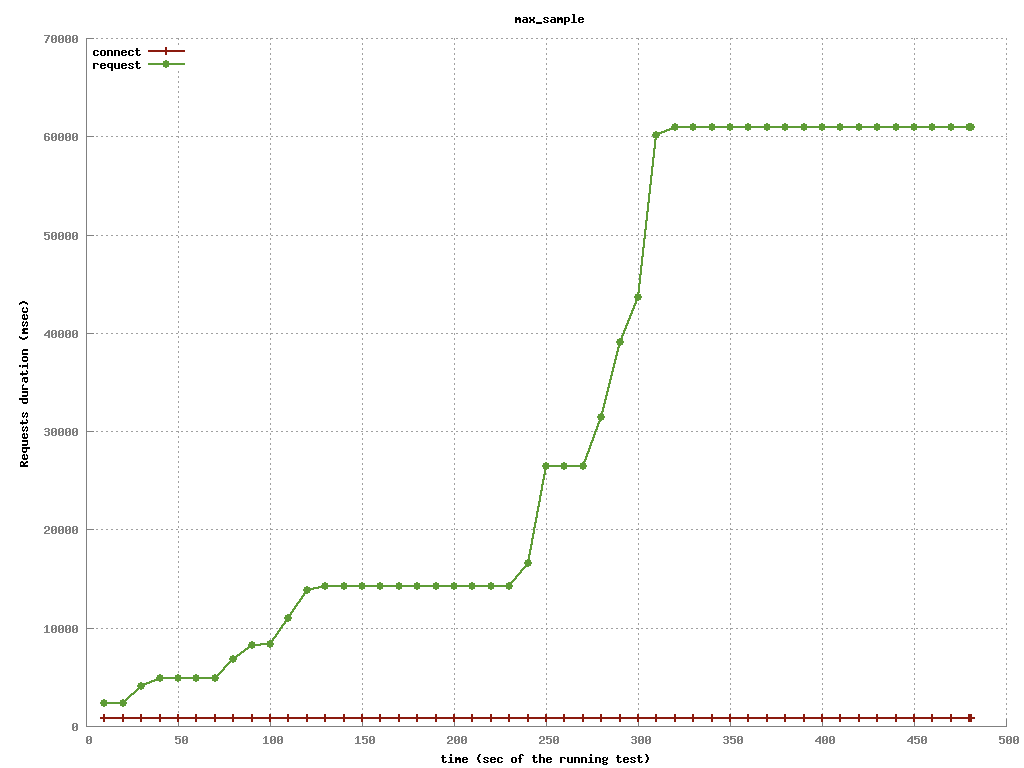 max_sample
70000
connect
request
60000
50000
40000
30000
20000
10000
0
Requests duration (msec)
0 50 100 150 200 250 300 350 400 450 500
time (sec of the running test)